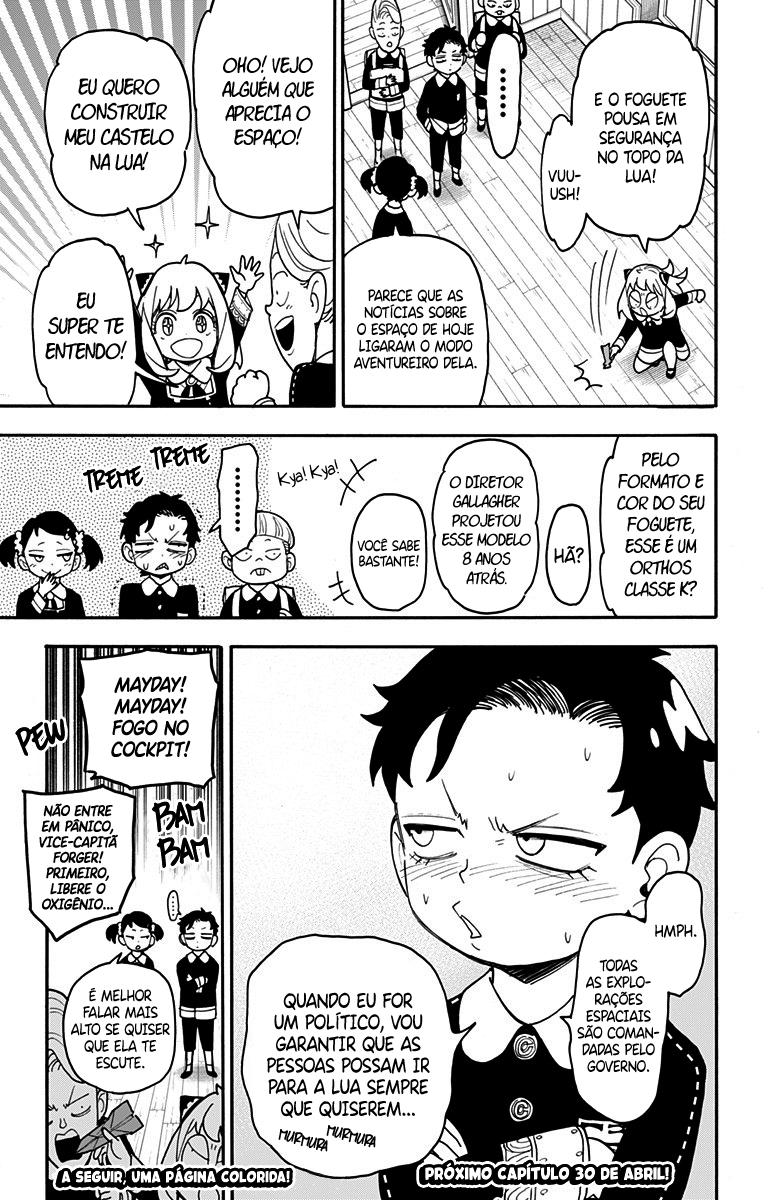 E O FOGUETE
POUSA EM
SEGURANÇA
NO TOPO DA
LUA!
VUU-
USH!
PARECE QUE AS
NOTÍCIAS SOBRE
O ESPAÇO DE HOJE
LIGARAM O MODO
AVENTUREIRO DELA.
OHO! VEJO
ALGUÉM QUE
APRECIA O
ESPAÇO!
EU QUERO
CONSTRUIR
MEU CASTELO
NA LUA!
EU
SUPER TE
ENTENDO!
PELO
FORMATO E
COR DO SEU
FOGUETE,
ESSE É UM
ORTHOS
CLASSE K?
HÃ?
O DIRETOR
GALLAGHER
PROJETOU
ESSE MODELO
8 ANOS
ATRÁS.
VOCÊ SABE
BASTANTE!
Kya! Kya!
TREME TREME
HMPH.
TODAS
AS EXPLO-
RAÇÕES
ESPACIAIS
SÃO COMAN-
DADAS PELO
GOVERNO.
QUANDO EU FOR
UM POLÍTICO, VOU
GARANTIR QUE AS
PESSOAS POSSAM IR
PARA A LUA SEMPRE
QUE QUISEREM...
MURMURA
MURMURA
MAYDAY!
MAYDAY!
FOGO NO
COCKPIT!
PEW
NÃO ENTRE
EM PÂNICO,
VICE-CAPITÃ
FORGER!
PRIMEIRO,
LIBERE O
OXIGÊNIO...
BAM
BAM
É MELHOR
FALAR MAIS
ALTO SE QUISER
QUE ELA TE
ESCUTE.
A SEGUIR, UMA PÁGINA COLORIDA!
PRÓXIMO CAPÍTULO 30 DE ABRIL!